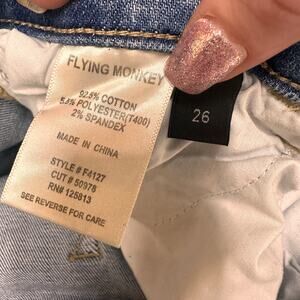 FLYING MONKEY
92.5% COTTON
5.5% POLYESTER(T400)
2% SPANDEX
MADE IN CHINA
STYLE # F4127
CUT # 50978
RN# 125813
SEE REVERSE FOR CARE
26